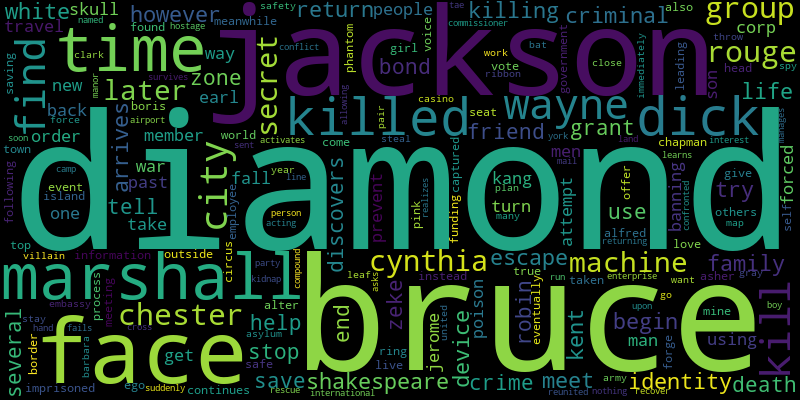 white skull however return people killing criminal also group
travel named bat found clark time later way boris meanwhile earl
phantom bond girl voice vote zone corp son head throw tae commissioner rouge
jackson conflict work ribbon government close immediately spy leading
find saving new back order member secret hostage safety killed wayne dick
friend grant seat casino pair steal york land mail men chapman life
diamond
town soon force airport manor survives activates world sent
following camp event island one war past tell take arrives city fall year line employee
discovers come prevent allowing many plan kang turn captured funding realizes pink
attempt offer use banning confronted learns interest manages try give others map forced self
top villain information outside person acting circus
marshall cynthia escape machine alfred returning love family
several process embassy meeting chester party kidnap compound leaf instead true run taken enterprise want asher gray
face bruce alter help end zeke asks jerome united device poison robin eventually kent upon go mine boy kill
border stay hand fails cross barbara get asylum stop safe ring live begin man forge using
imprisoned ego suddenly continues rescue save international shakespeare crime meet army nothing identity reunited recover death